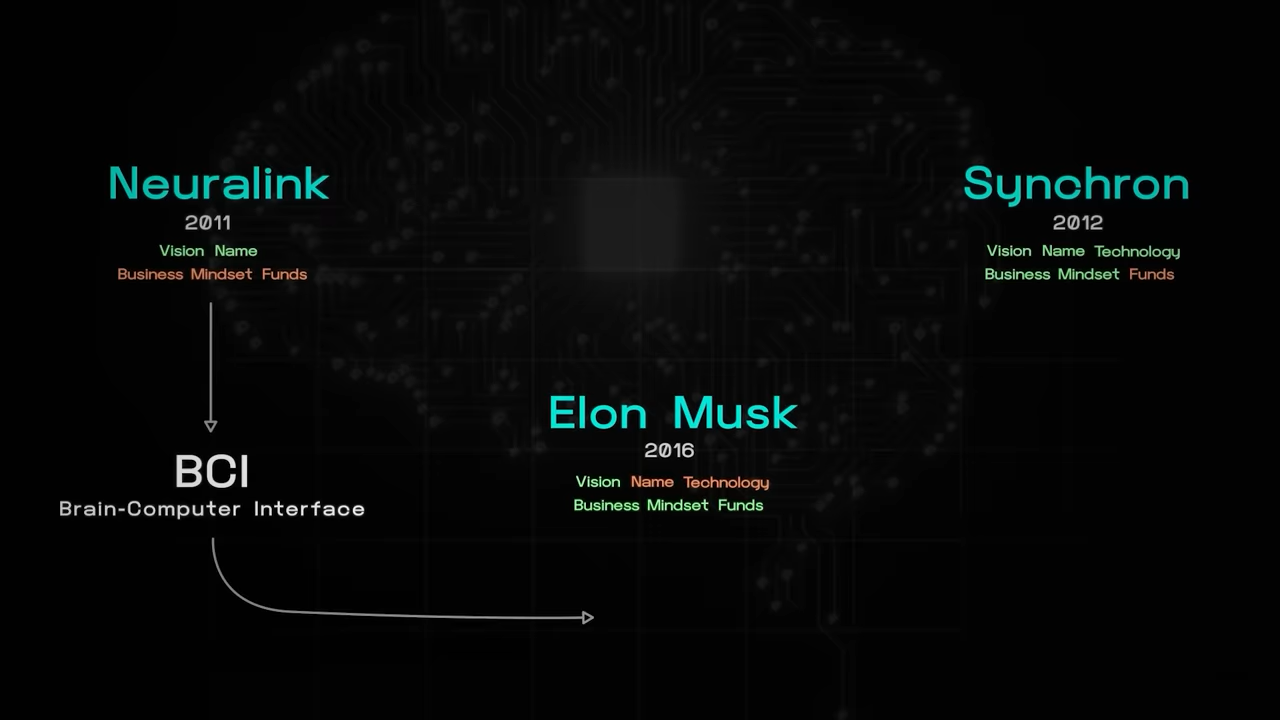 Neuralink
2011
Vision Name
Business Mindset Funds
Synchron
2012
Vision Name Technology
Business Mindset Funds
Elon Musk
2016
Vision Name Technology
Business Mindset Funds
BCI
Brain-Computer Interface